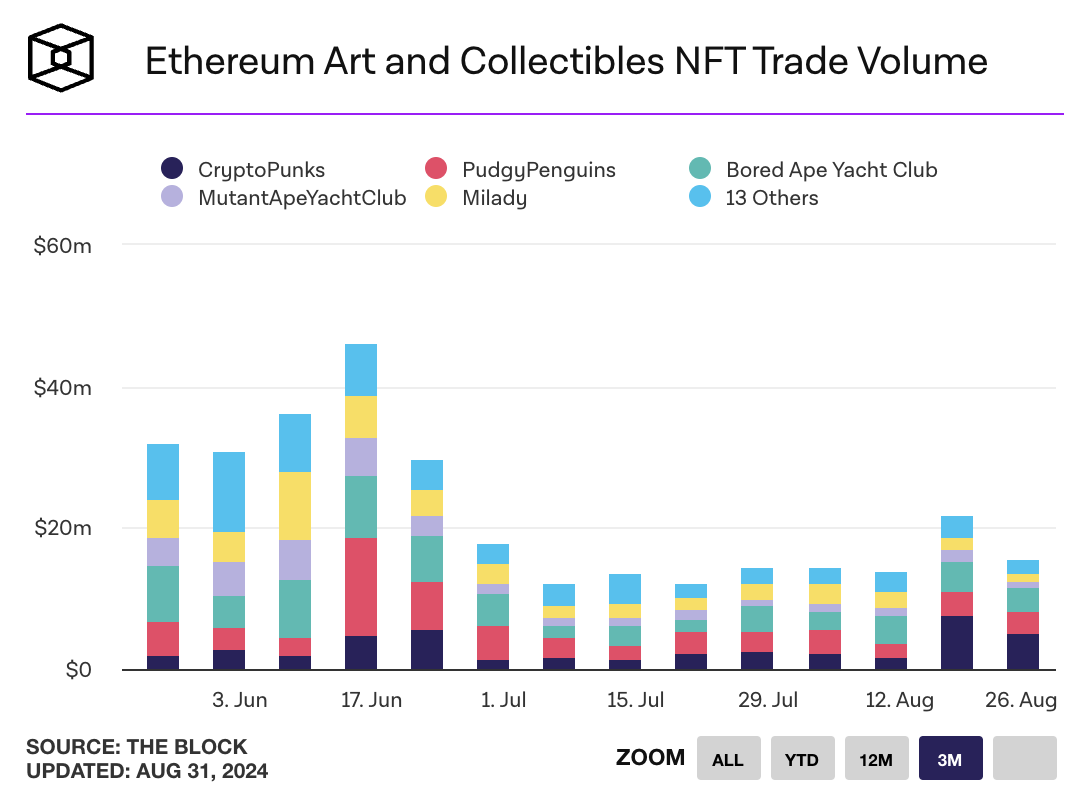 Ethereum Art and Collectibles NFT Trade Volume
CryptoPunks PudgyPenguins Bored Ape Yacht Club
MutantApeYachtClub Milady 13 Others
$60m
$40m
$20m
$0
3. Jun 17. Jun 1. Jul 15. Jul 29. Jul 12. Aug 26. Aug
SOURCE: THE BLOCK
UPDATED: AUG 31, 2024
ZOOM ALL YTD 12M 3M